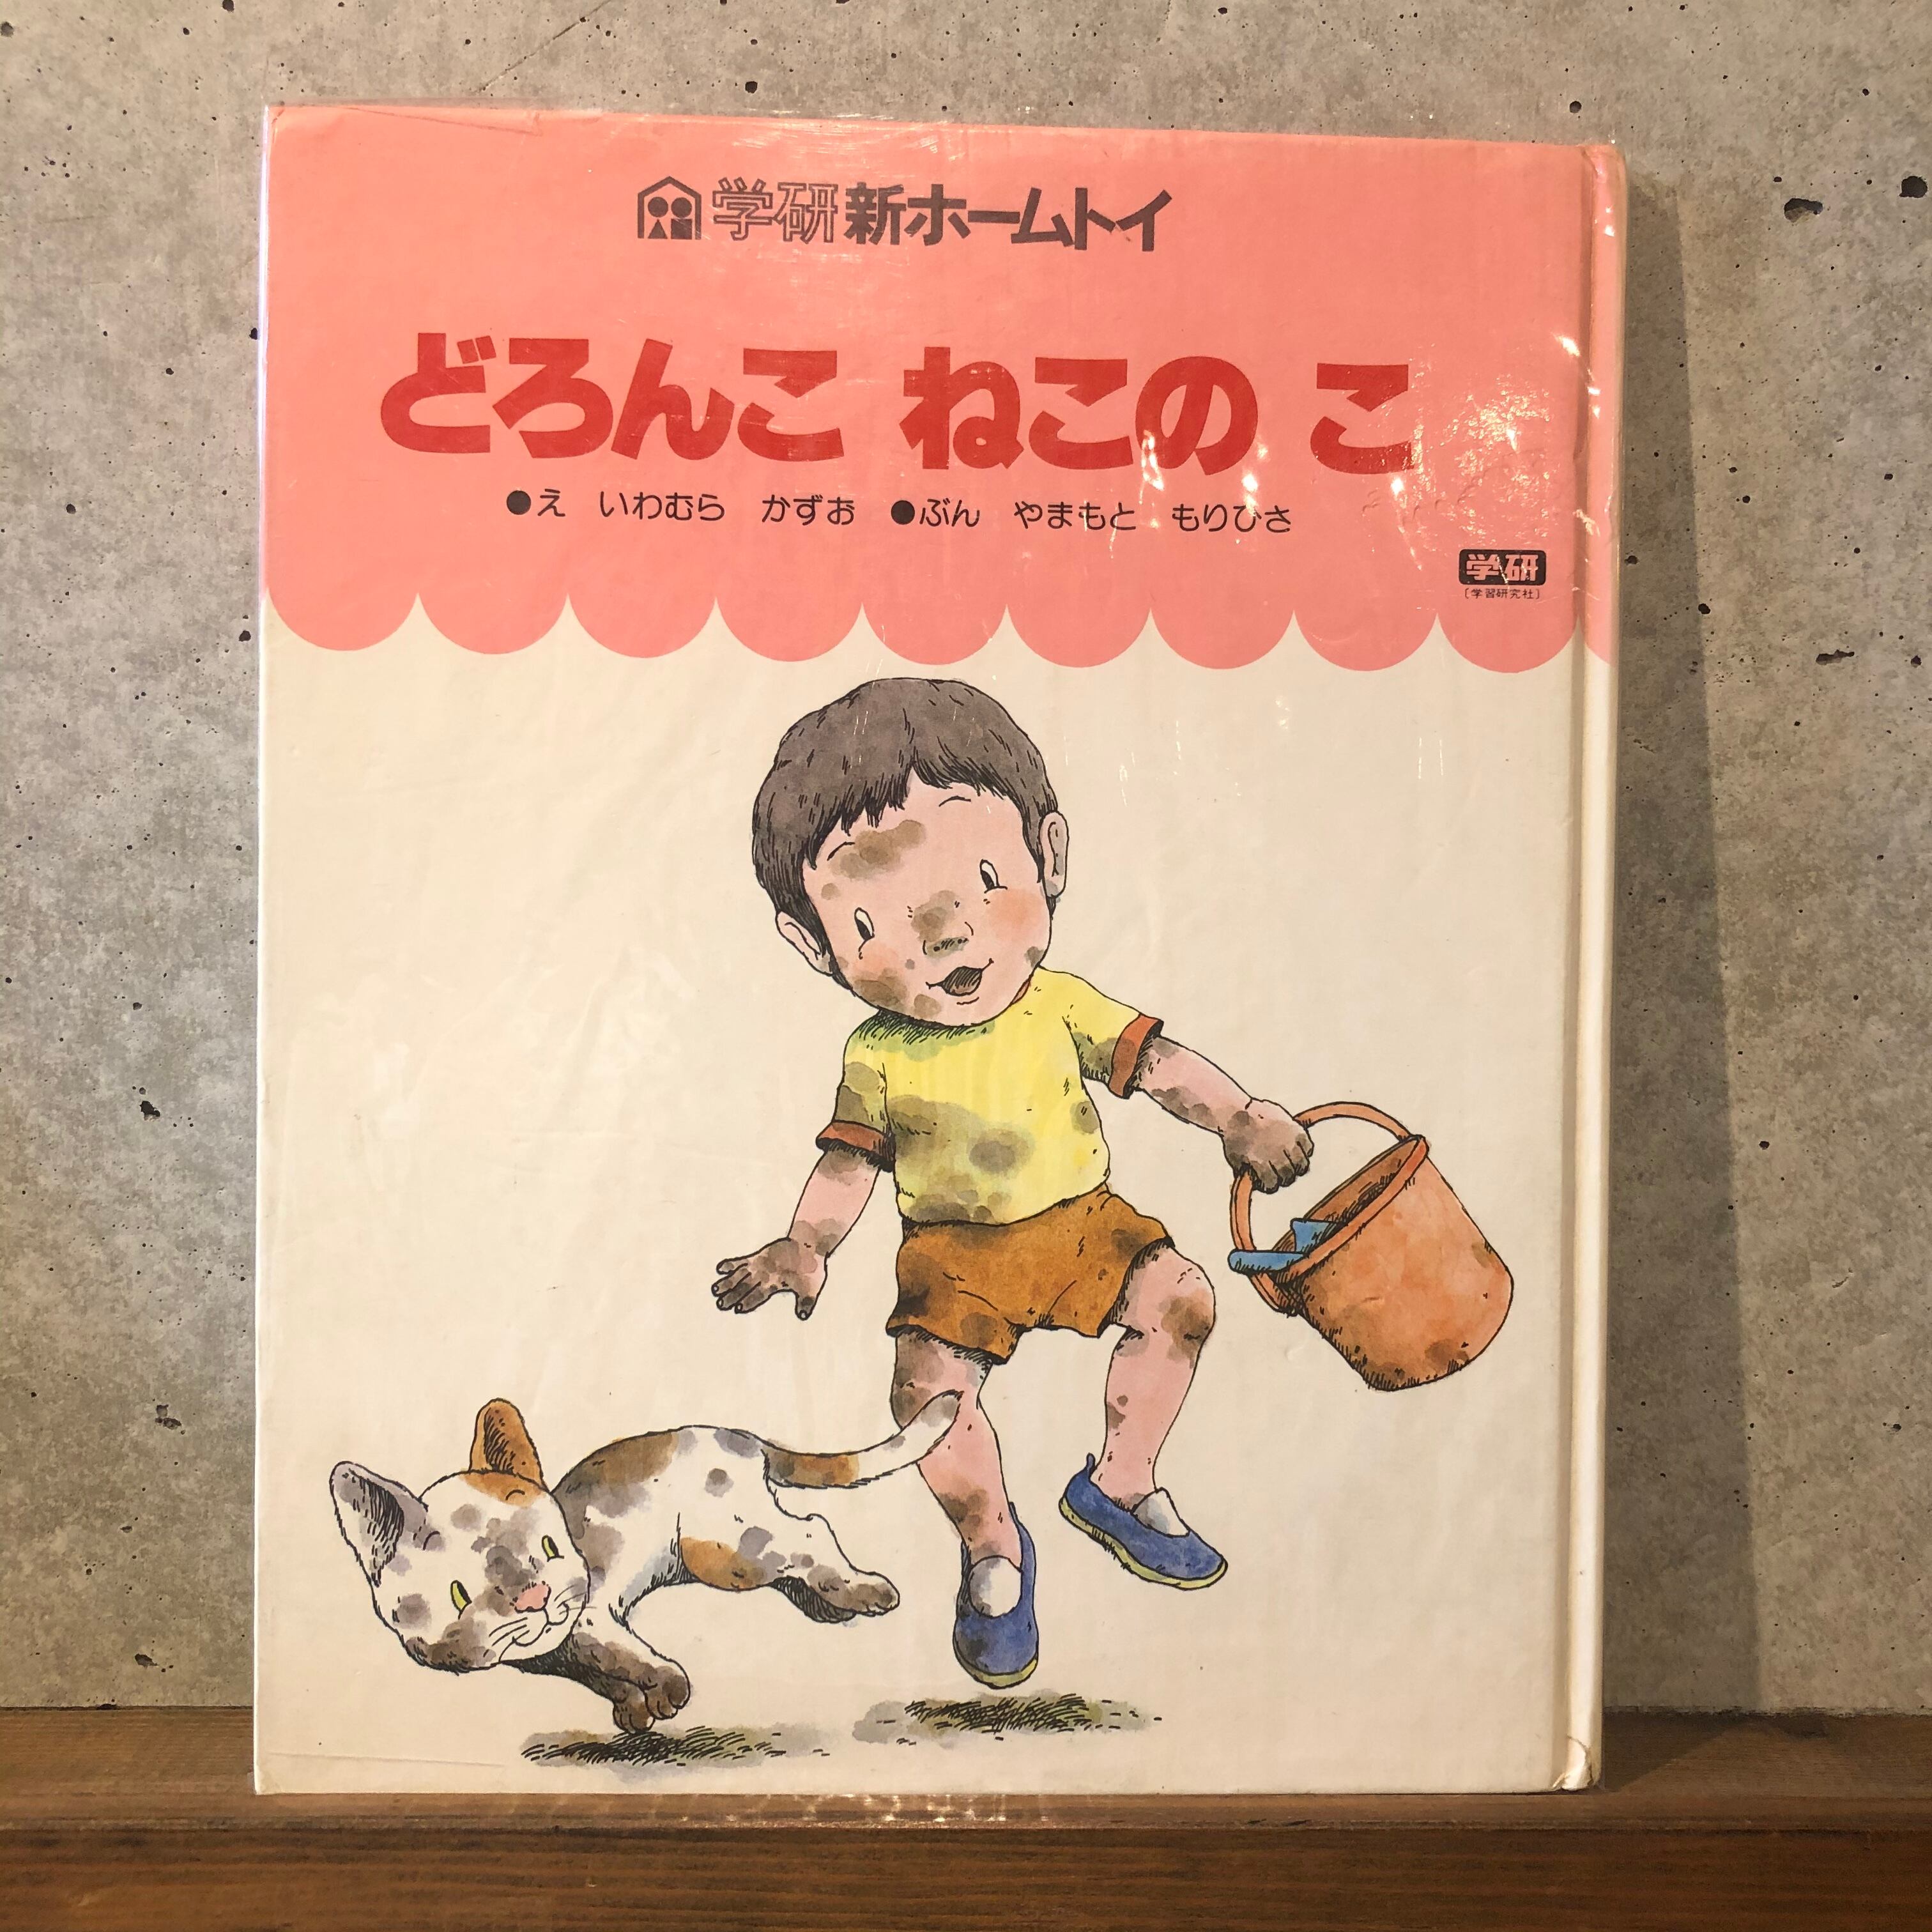 学研 新ホームトイ
どろんこ ねこの こ
●え いわむら かずお ●ぶん やまもと もりひさ
学研
〔学習研究社〕